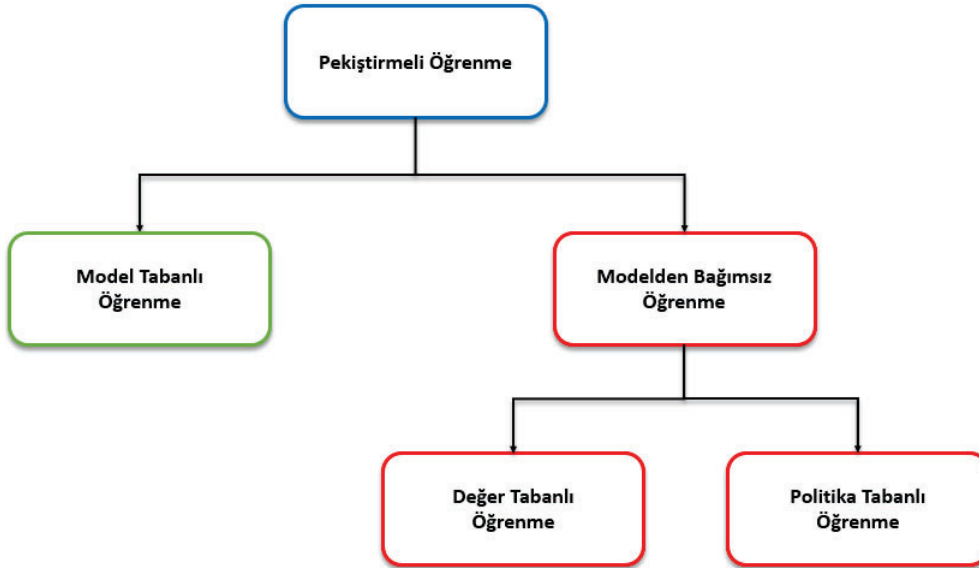 Pekiştirmeli Öğrenme
Model Tabanlı
Öğrenme
Modelden Bağımsız
Öğrenme
Değer Tabanlı
Öğrenme
Politika Tabanlı
Öğrenme